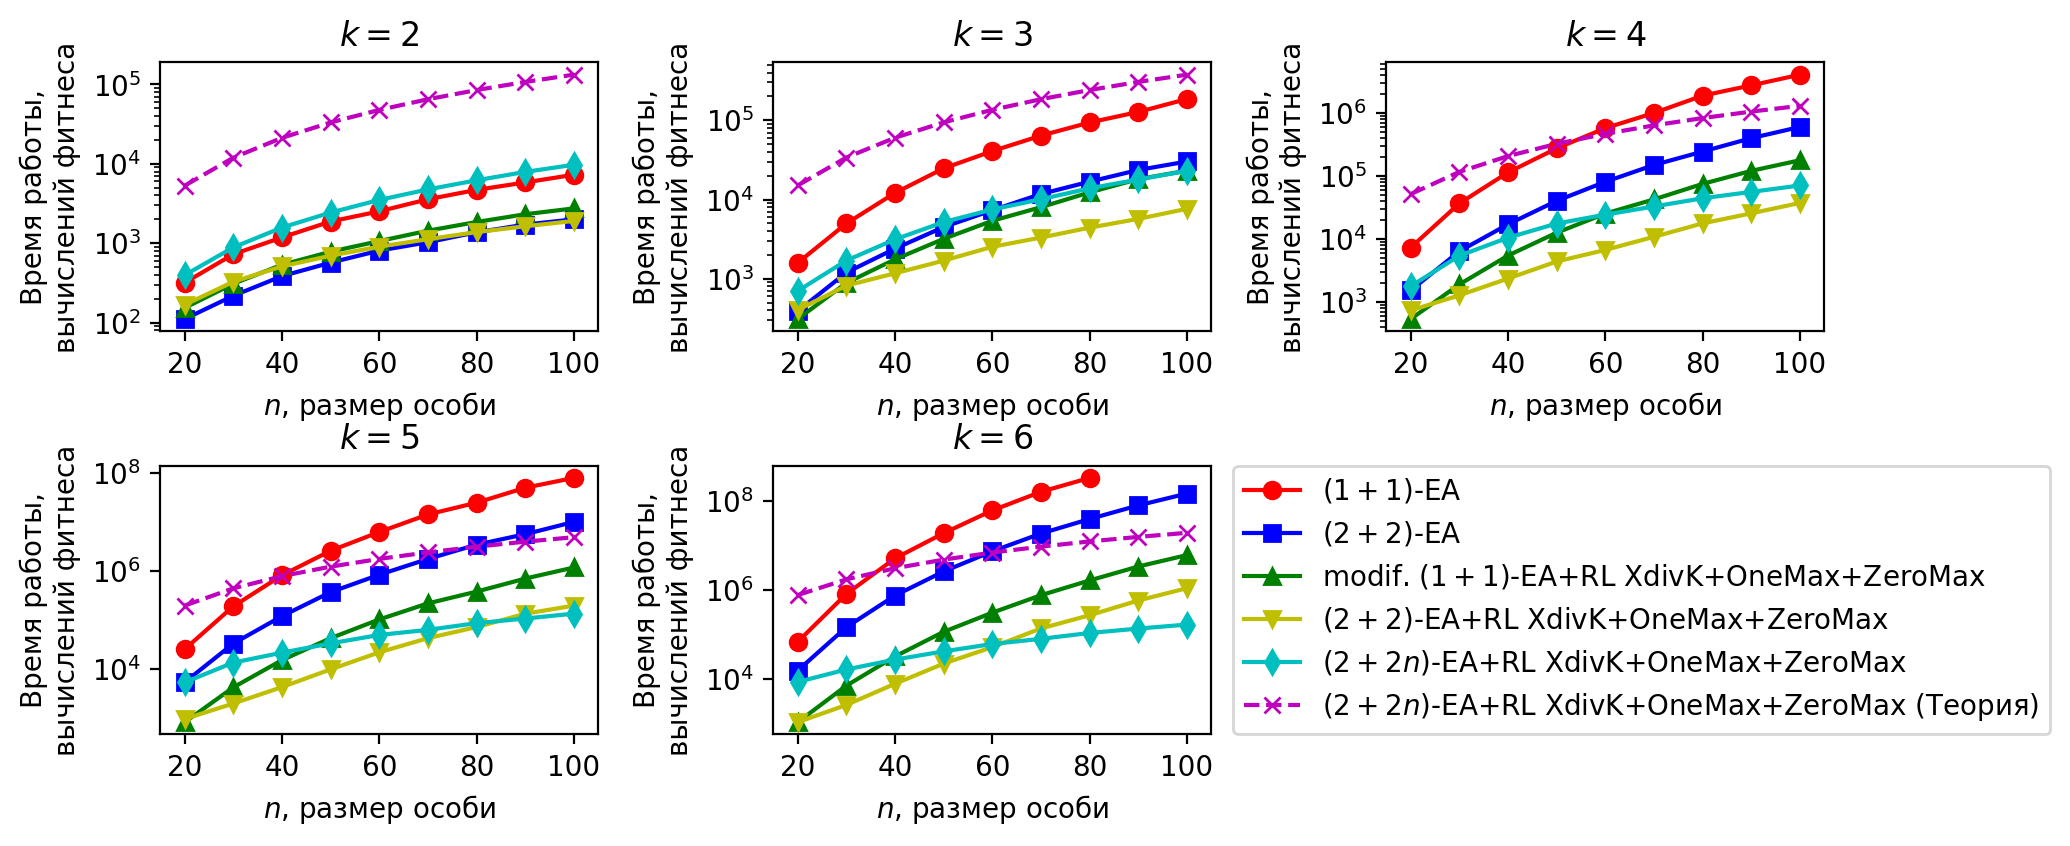 k = 2
Время работы,
вычислений фитнеса
10^5
10^4
10^3
10^2
20 40 60 80 100
n, размер особи
k = 3
Время работы,
вычислений фитнеса
10^5
10^4
10^3
20 40 60 80 100
n, размер особи
k = 4
Время работы,
вычислений фитнеса
10^6
10^5
10^4
10^3
20 40 60 80 100
n, размер особи
k = 5
Время работы,
вычислений фитнеса
10^8
10^6
10^4
20 40 60 80 100
n, размер особи
k = 6
Время работы,
вычислений фитнеса
10^8
10^6
10^4
20 40 60 80 100
n, размер особи
(1 + 1)-EA
(2 + 2)-EA
modif. (1 + 1)-EA+RL XdivK+OneMax+ZeroMax
(2 + 2)-EA+RL XdivK+OneMax+ZeroMax
(2 + 2n)-EA+RL XdivK+OneMax+ZeroMax
(2 + 2n)-EA+RL XdivK+OneMax+ZeroMax (Теория)